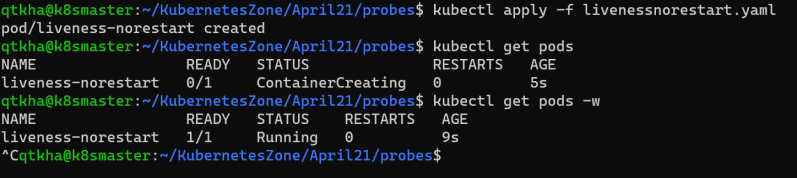 qtkha@k8smaster:~/KubernetesZone/April21/probes$ kubectl apply -f livenessnorestart.yaml
pod/liveness-norestart created
qtkha@k8smaster:~/KubernetesZone/April21/probes$ kubectl get pods
NAME                 READY   STATUS              RESTARTS   AGE
liveness-norestart   0/1     ContainerCreating   0          5s
qtkha@k8smaster:~/KubernetesZone/April21/probes$ kubectl get pods -w
NAME                 READY   STATUS    RESTARTS   AGE
liveness-norestart   1/1     Running   0          9s
^Cqtkha@k8smaster:~/KubernetesZone/April21/probes$